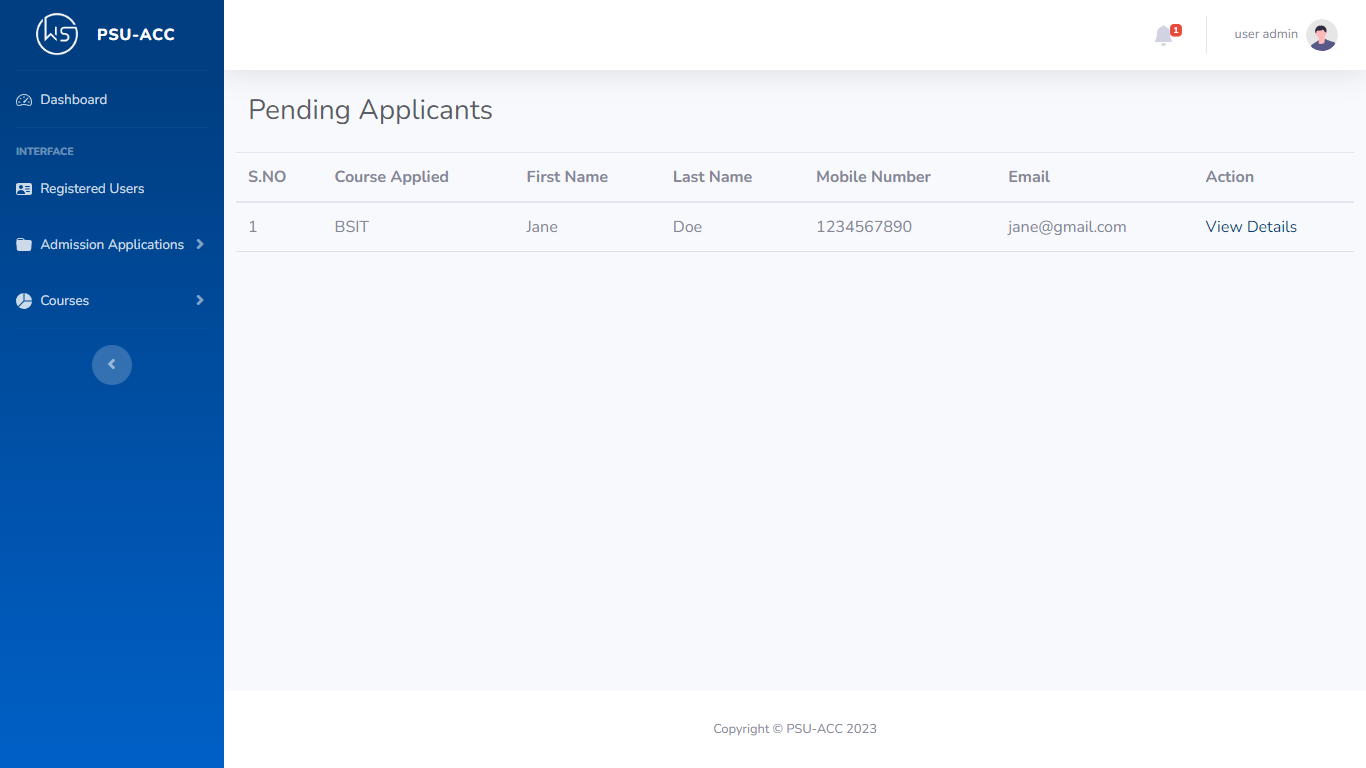 WS PSU-ACC
1
user admin
Dashboard
INTERFACE
Registered Users
Admission Applications
Courses
Pending Applicants
S.NO Course Applied First Name Last Name Mobile Number Email Action
1 BSIT Jane Doe 1234567890 jane@gmail.com View Details
Copyright © PSU-ACC 2023